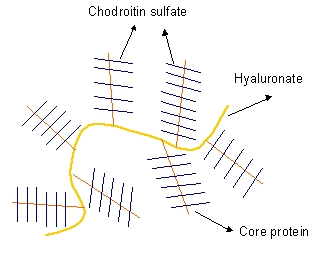 Chodroitin sulfate
Hyaluronate
Core protein